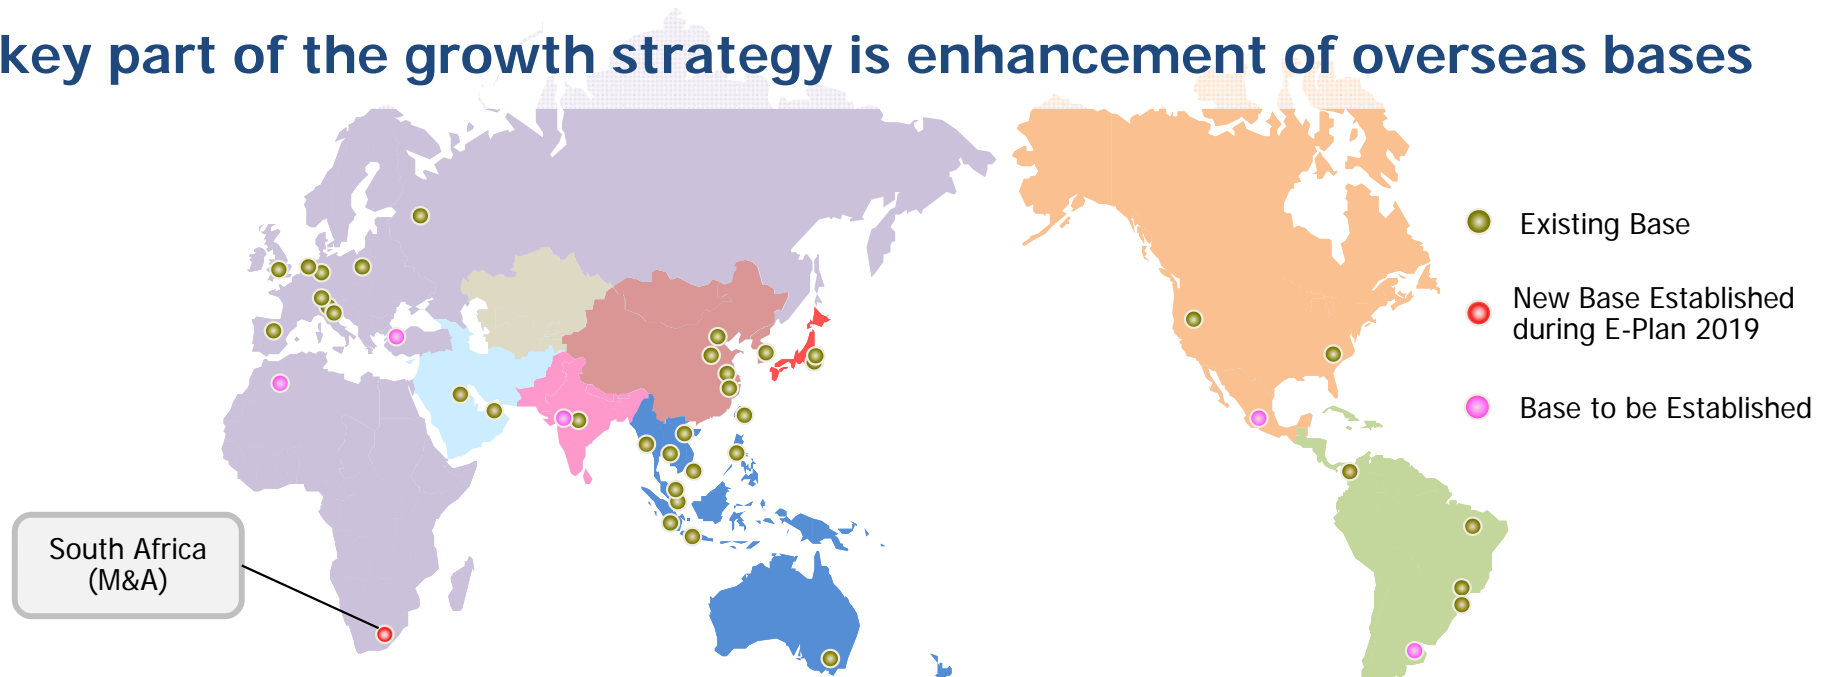 key part of the growth strategy is enhancement of overseas bases
Existing Base
New Base Established
during E-Plan 2019
Base to be Established
South Africa
(M&A)